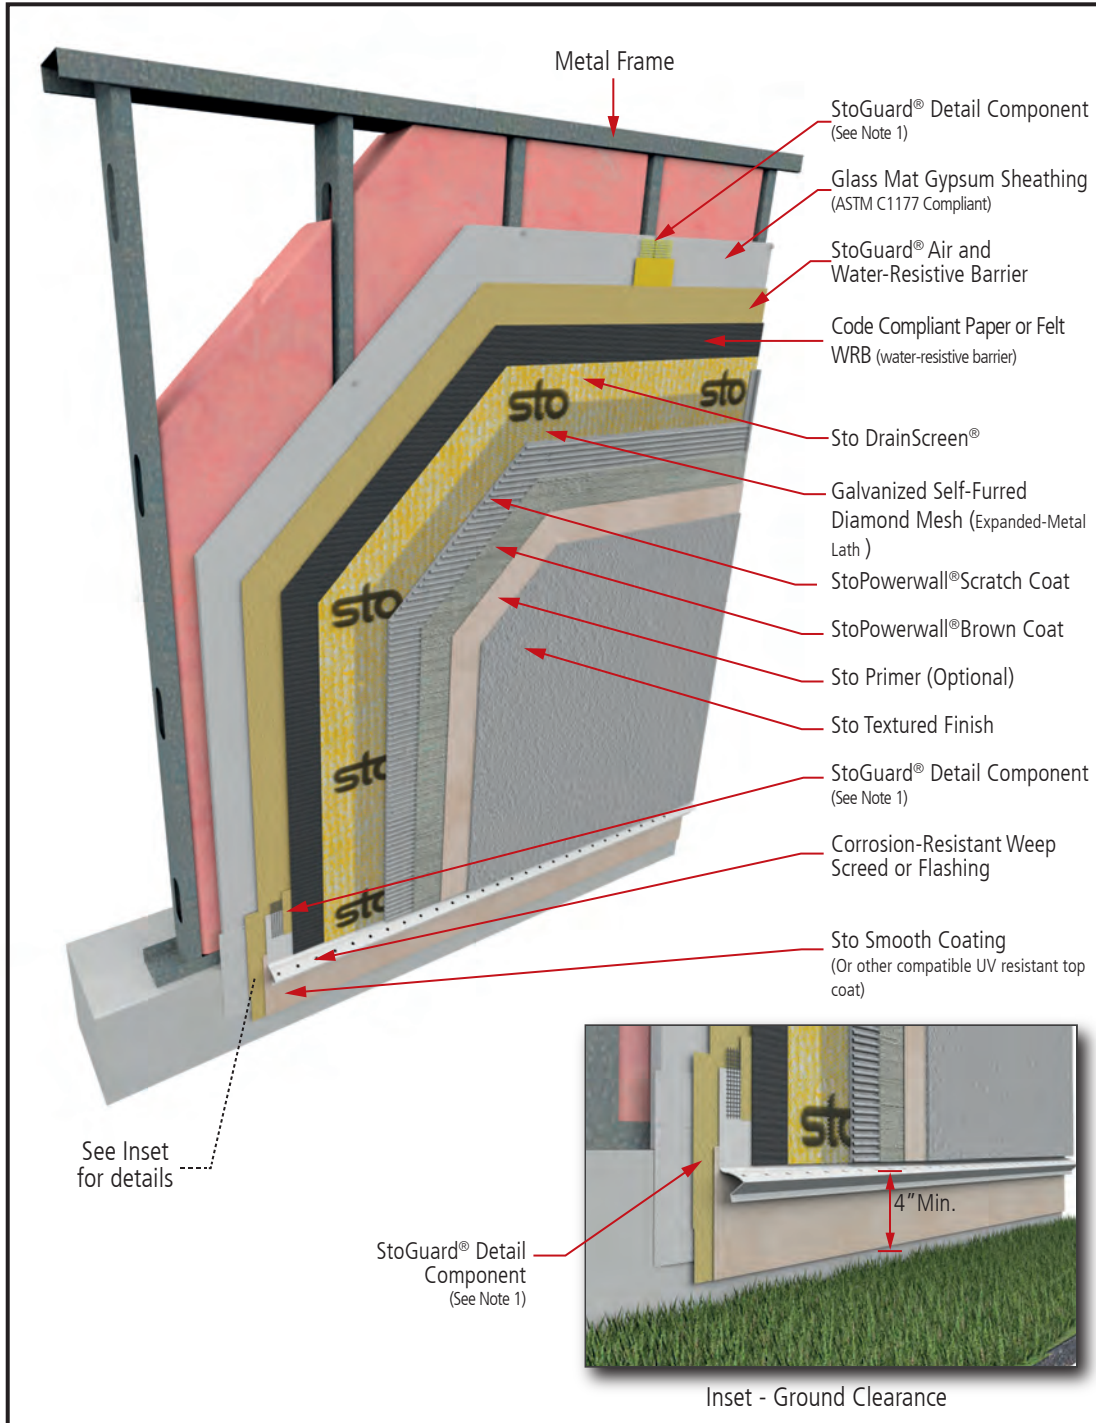 Metal Frame
StoGuard® Detail Component
(See Note 1)
Glass Mat Gypsum Sheathing
(ASTM C1177 Compliant)
StoGuard® Air and
Water-Resistive Barrier
Code Compliant Paper or Felt
WRB (water-resistive barrier)
Sto DrainScreen®
Galvanized Self-Furred
Diamond Mesh (Expanded-Metal
Lath )
StoPowerwall® Scratch Coat
StoPowerwall® Brown Coat
Sto Primer (Optional)
Sto Textured Finish
StoGuard® Detail Component
(See Note 1)
Corrosion-Resistant Weep
Screed or Flashing
Sto Smooth Coating
(Or other compatible UV resistant top
coat)
sto
sto
sto
sto
sto
See Inset
for details
StoGuard® Detail
Component
(See Note 1)
sto
4” Min.
Inset - Ground Clearance